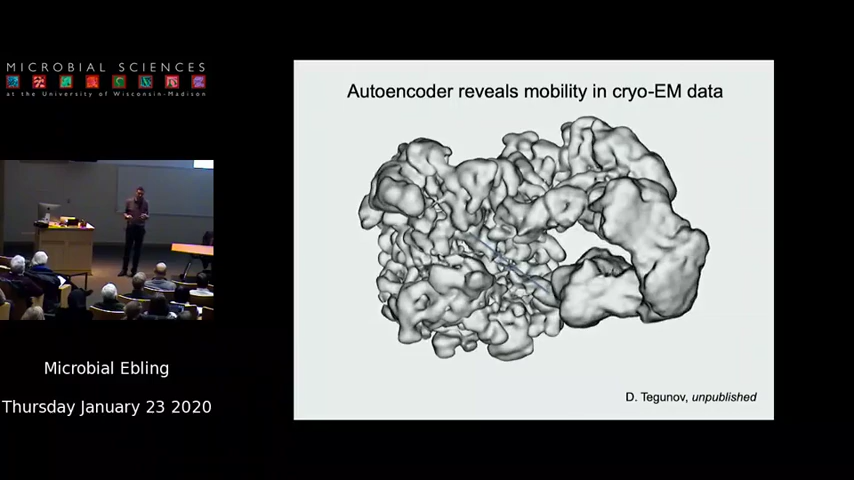 MICROBIAL SCIENCES
at the University of Wisconsin-Madison
Microbial Ebling
Thursday January 23 2020
Autoencoder reveals mobility in cryo-EM data
D. Tegunov, unpublished